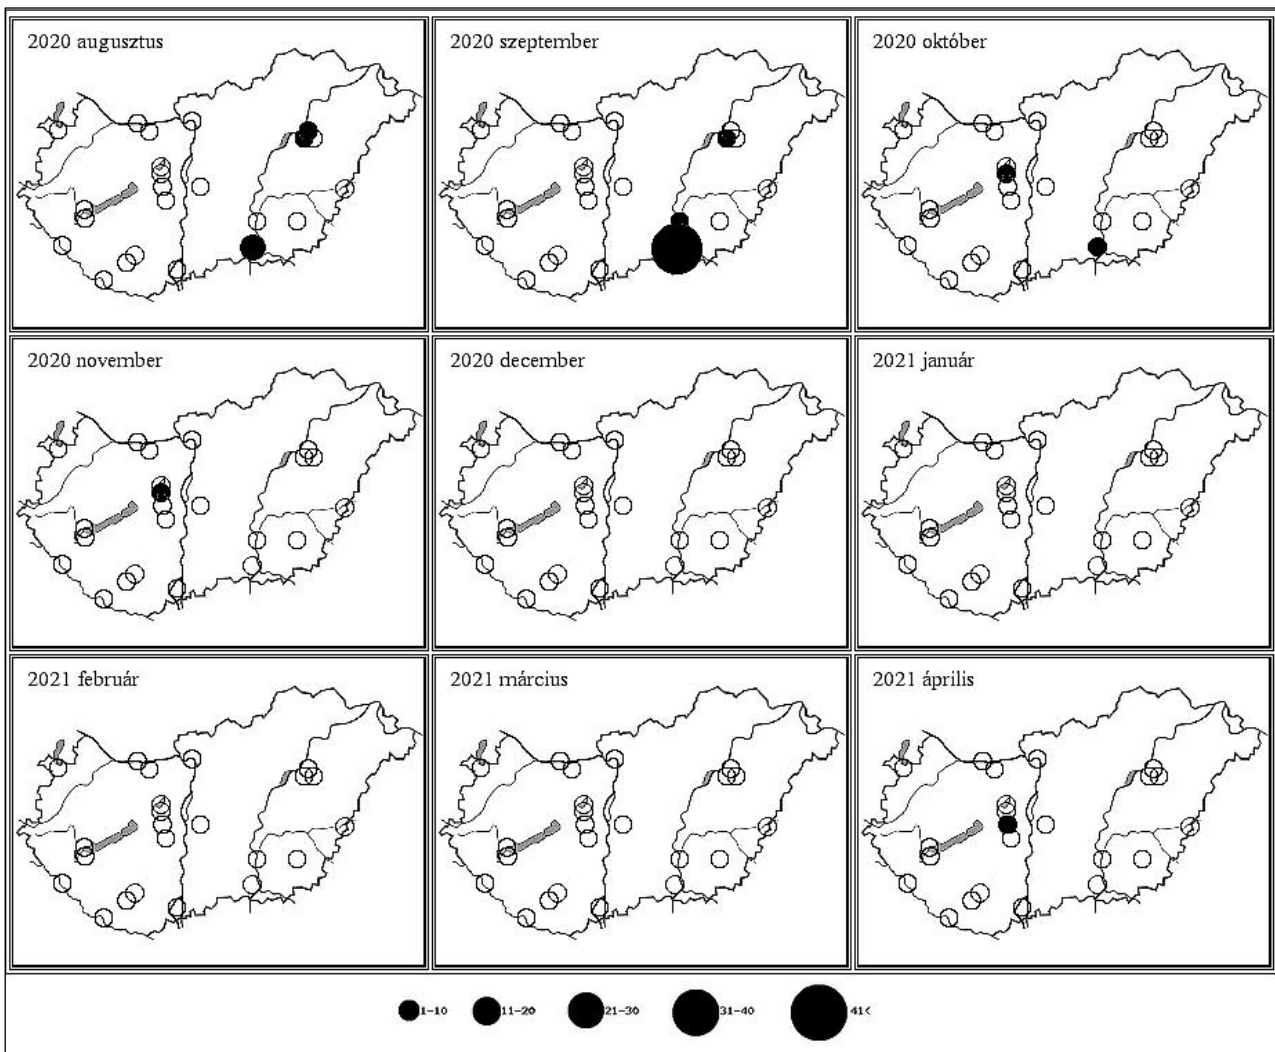 2020 augusztus
2020 szeptember
2020 október
2020 november
2020 december
2021 január
2021 február
2021 március
2021 április
1-10 11-20 21-30 31-40 41<